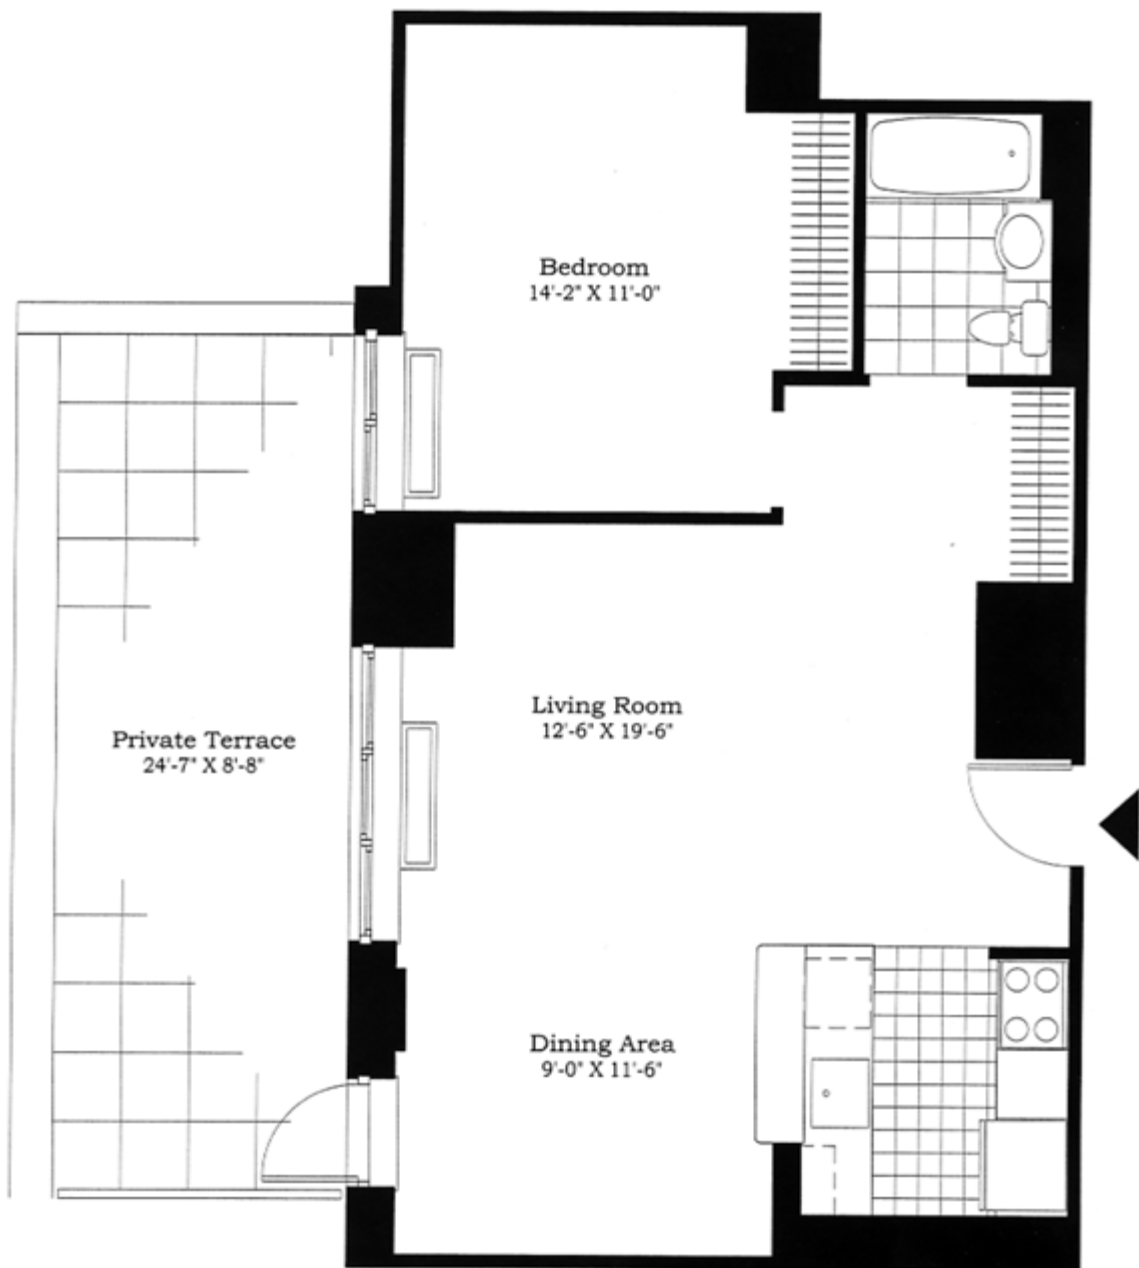 Bedroom
14'-2" X 11'-0"
Living Room
12'-6" X 19'-6"
Private Terrace
24'-7" X 8'-8"
Dining Area
9'-0" X 11'-6"